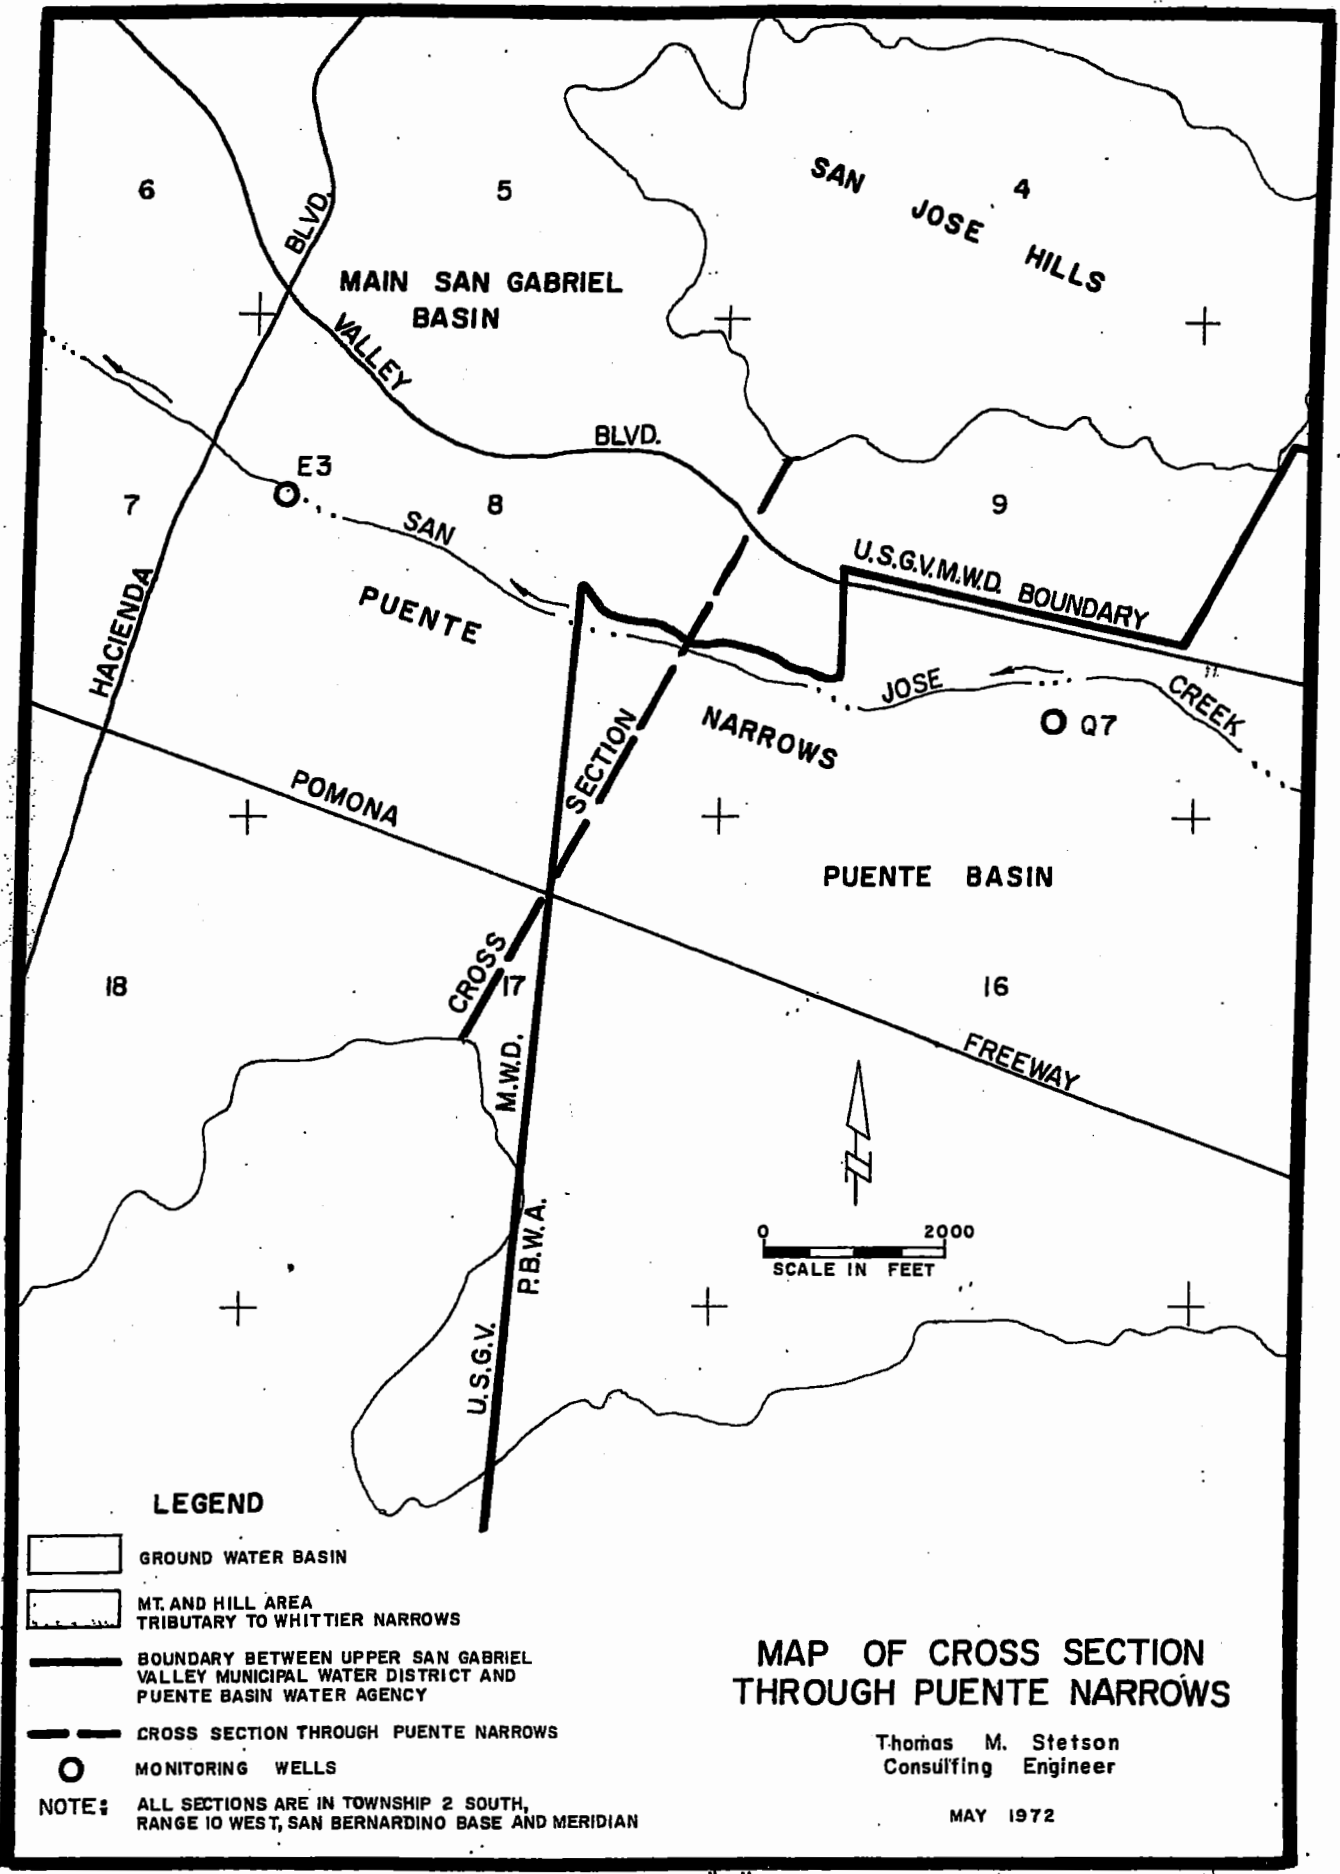 6
5
4
SAN JOSE HILLS
BLVD.
MAIN SAN GABRIEL
BASIN
VALLEY
BLVD.
E3
7
8
9
SAN
U.S.G.V.M.W.D. BOUNDARY
HACIENDA
PUENTE
JOSE
CREEK
Q7
NARROWS
SECTION
POMONA
PUENTE BASIN
CROSS
18
17
16
M.W.D.
FREEWAY
N
P.B.W.A.
0 2000
SCALE IN FEET
U.S.G.V.
LEGEND
GROUND WATER BASIN
MT. AND HILL AREA
TRIBUTARY TO WHITTIER NARROWS
BOUNDARY BETWEEN UPPER SAN GABRIEL
VALLEY MUNICIPAL WATER DISTRICT AND
PUENTE BASIN WATER AGENCY
CROSS SECTION THROUGH PUENTE NARROWS
MONITORING WELLS
NOTE: ALL SECTIONS ARE IN TOWNSHIP 2 SOUTH,
RANGE 10 WEST, SAN BERNARDINO BASE AND MERIDIAN
MAP OF CROSS SECTION
THROUGH PUENTE NARROWS
Thomas M. Stetson
Consulting Engineer
MAY 1972